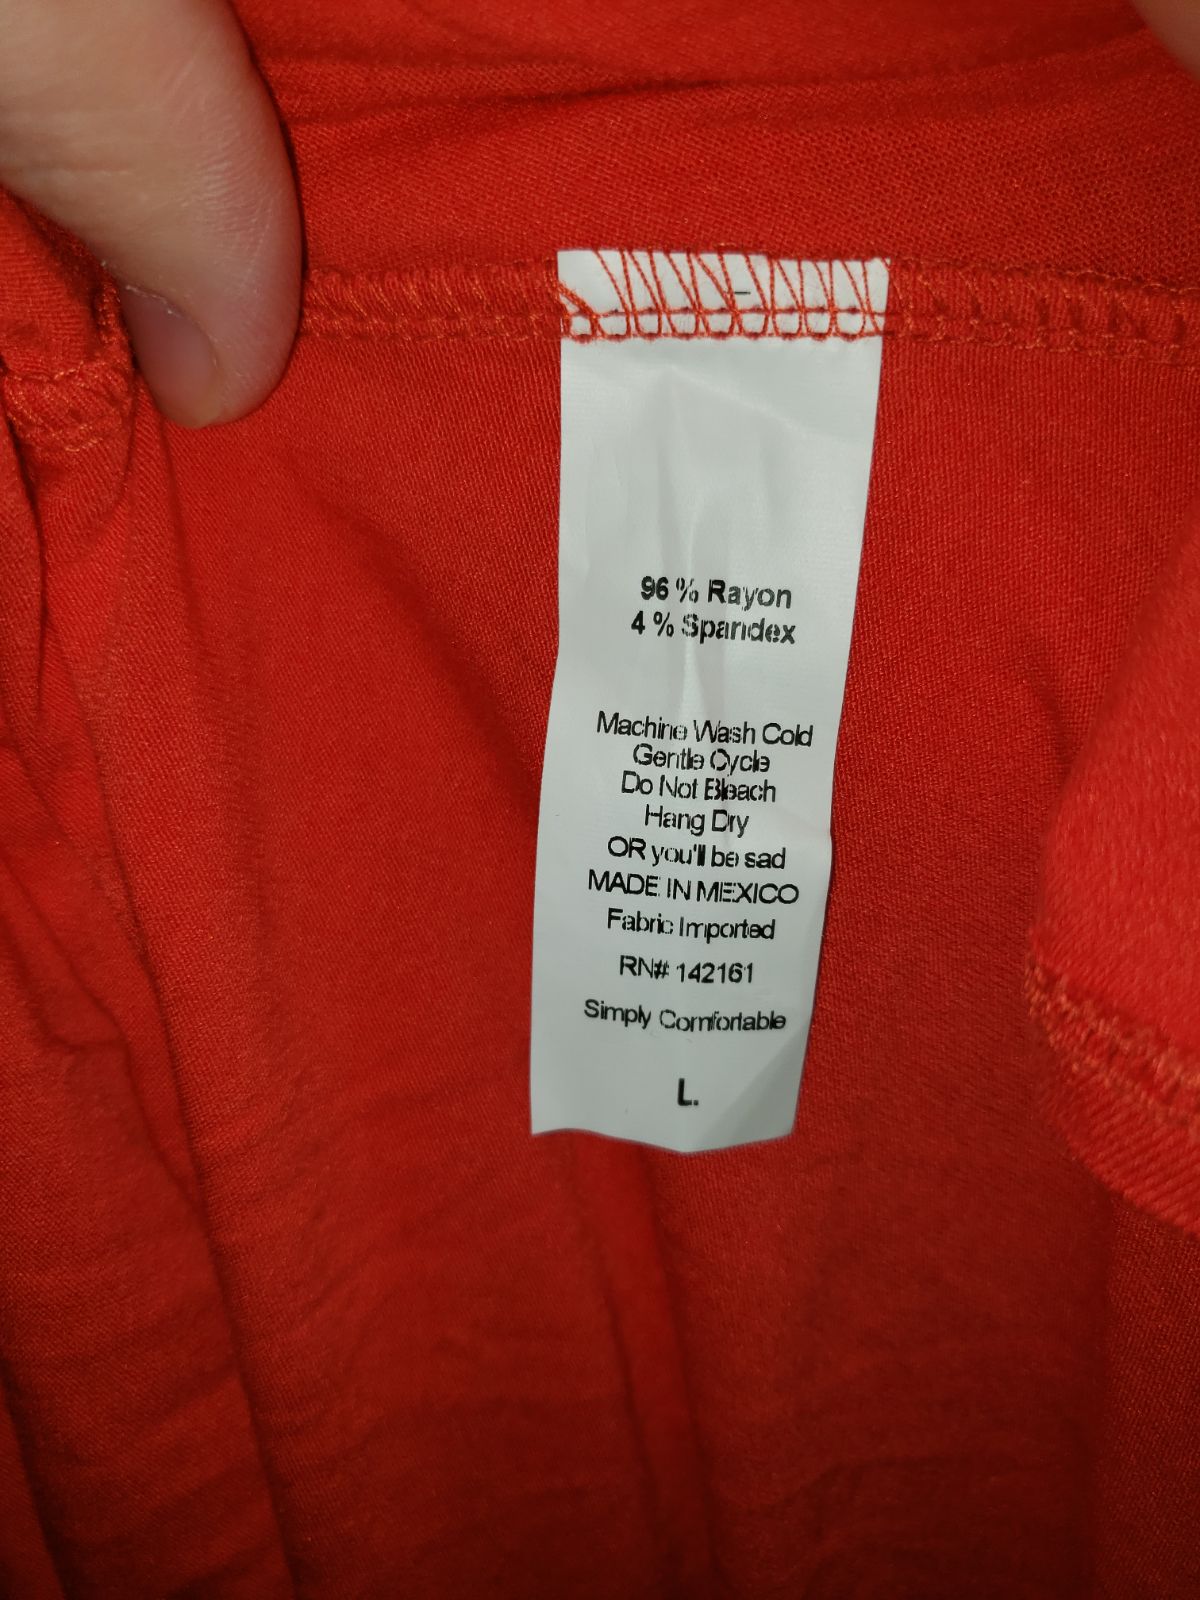 96 % Rayon
4 % Spandex
Machine Wash Cold
Gentle Cycle
Do Not Bleach
Hang Dry
OR you'll be sad
MADE IN MEXICO
Fabric Imported
RN# 142161
Simply Comfortable
L.